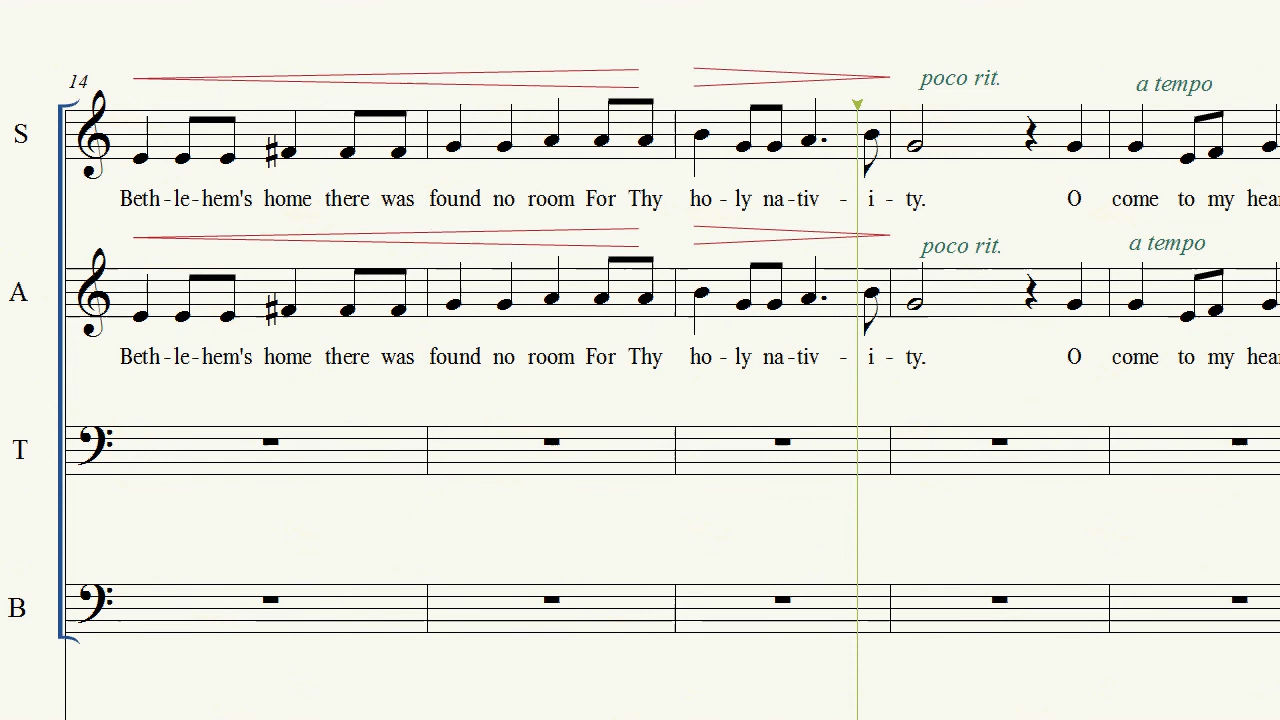 14 poco rit. a tempo
S
Beth-le-hem's home there was found no room For Thy ho-ly na-tiv-i-ty. O come to my hear
poco rit. a tempo
A
Beth-le-hem's home there was found no room For Thy ho-ly na-tiv-i-ty. O come to my hear
T
B